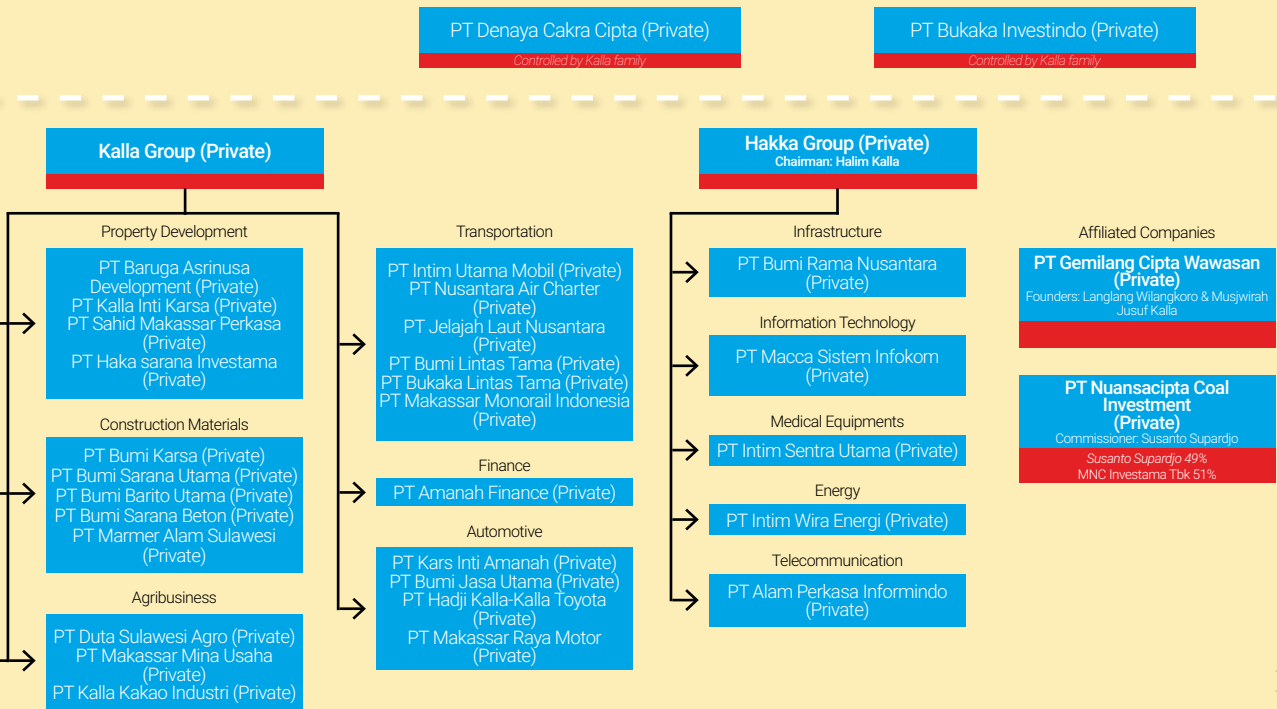 PT Denaya Cakra Cipta (Private)
Controlled by Kalla family
PT Bukaka Investindo (Private)
Controlled by Kalla family
Kalla Group (Private)
Property Development
PT Baruga Asrinusa
Development (Private)
PT Kalla Inti Karsa (Private)
PT Sahid Makassar Perkasa
(Private)
PT Haka sarana Investama
(Private)
Construction Materials
PT Bumi Karsa (Private)
PT Bumi Sarana Utama (Private)
PT Bumi Barito Utama (Private)
PT Bumi Sarana Beton (Private)
PT Marmer Alam Sulawesi
(Private)
Agribusiness
PT Duta Sulawesi Agro (Private)
PT Makassar Mina Usaha
(Private)
PT Kalla Kakao Industri (Private)
Transportation
PT Intim Utama Mobil (Private)
PT Nusantara Air Charter
(Private)
PT Jelajah Laut Nusantara
(Private)
PT Bumi Lintas Tama (Private)
PT Bukaka Lintas Tama (Private)
PT Makassar Monorail Indonesia
(Private)
Finance
PT Amanah Finance (Private)
Automotive
PT Kars Inti Amanah (Private)
PT Bumi Jasa Utama (Private)
PT Hadji Kalla-Kalla Toyota
(Private)
PT Makassar Raya Motor
(Private)
Hakka Group (Private)
Chairman: Halim Kalla
Infrastructure
PT Bumi Rama Nusantara
(Private)
Information Technology
PT Macca Sistem Infokom
(Private)
Medical Equipments
PT Intim Sentra Utama (Private)
Energy
PT Intim Wira Energi (Private)
Telecommunication
PT Alam Perkasa Informindo
(Private)
Affiliated Companies
PT Gemilang Cipta Wawasan
(Private)
Founders: Langlang Wilangkoro & Musjwirah
Jusuf Kalla
PT Nuansacipta Coal
Investment
(Private)
Commissioner: Susanto Supardjo
Susanto Supardjo 49%
MNC Investama Tbk 51%